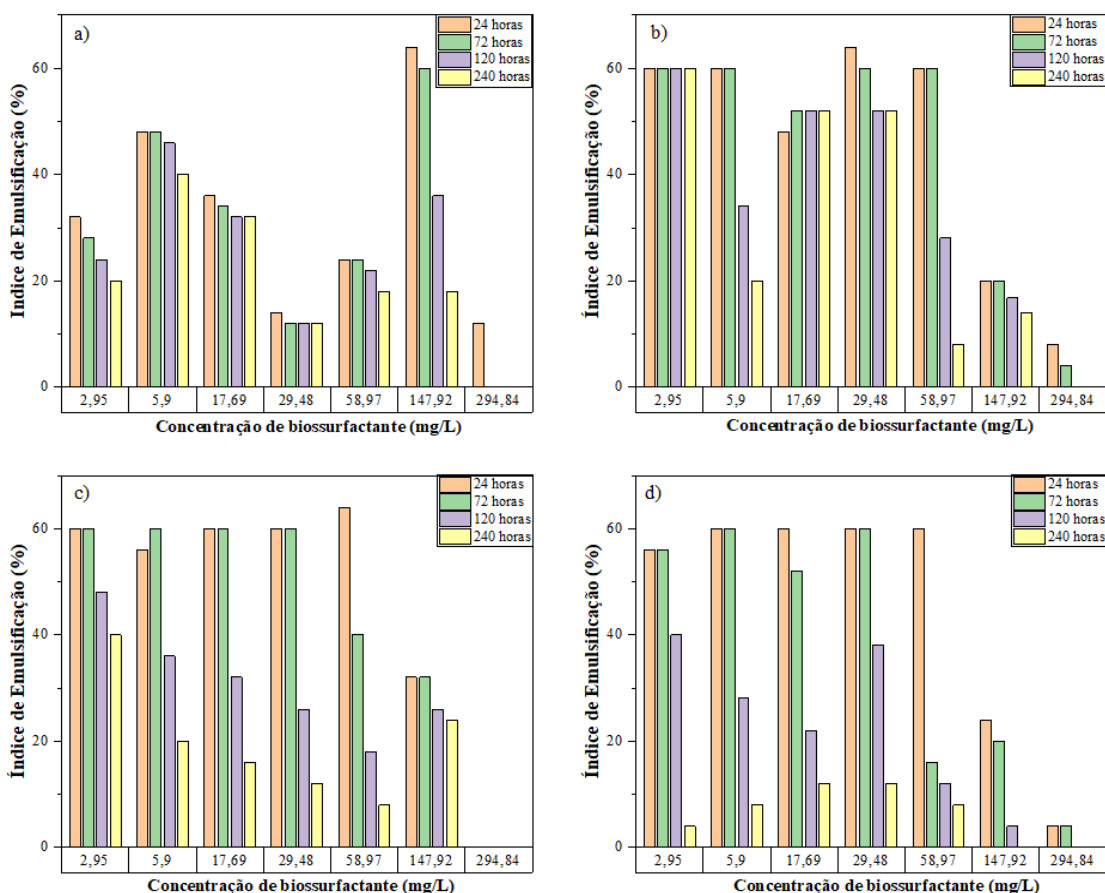 a)
24 horas
72 horas
120 horas
240 horas
Indice de Emulsificação (%)
60
40
20
0
2,95 5,9 17,69 29,48 58,97 147,92 294,84
Concentração de biossurfactante (mg/L)
b)
24 horas
72 horas
120 horas
240 horas
Índice de Emulsificação (%)
60
40
20
0
2,95 5,9 17,69 29,48 58,97 147,92 294,84
Concentração de biossurfactante (mg/L)
c)
24 horas
72 horas
120 horas
240 horas
Índice de Emulsificação (%)
60
40
20
0
2,95 5,9 17,69 29,48 58,97 147,92 294,84
Concentração de biossurfactante (mg/L)
d)
24 horas
72 horas
120 horas
240 horas
Índice de Emulsificação (%)
60
40
20
0
2,95 5,9 17,69 29,48 58,97 147,92 294,84
Concentração de biossurfactante (mg/L)